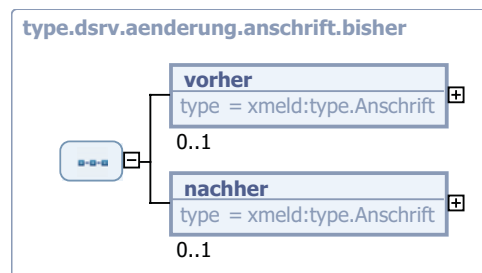 type.dsrv.aenderung.anschrift.bisher
vorher
type = xmeld:type.Anschrift
0..1
nachher
type = xmeld:type.Anschrift
0..1